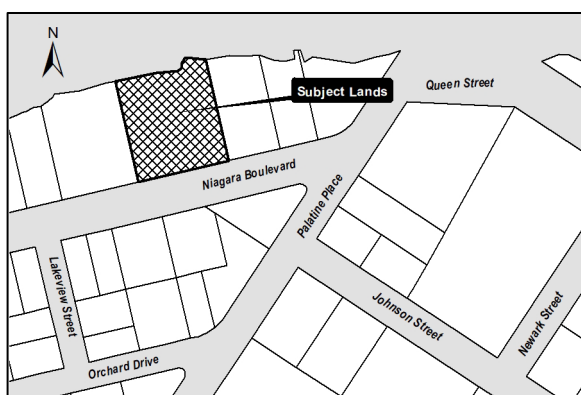 N
Subject Lands
Queen Street
Niagara Boulevard
Palatine Place
Lakeview Street
Johnson Street
Newark Street
Orchard Drive